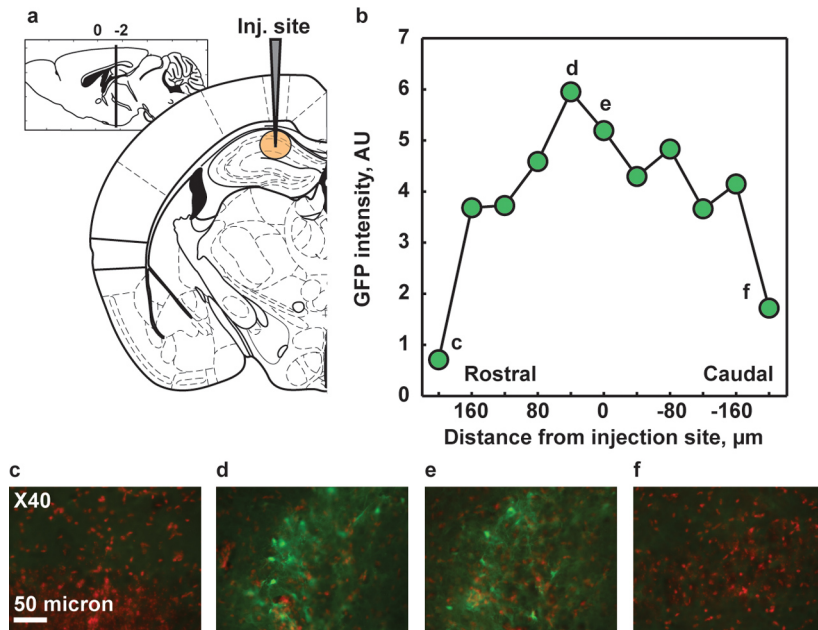 a
0 -2
Inj. site
b
7
6
5
4
3
2
1
0
GFP intensity, AU
d
e
c
f
Rostral
Caudal
160 80 0 -80 -160
Distance from injection site, µm
c
d
e
f
X40
50 micron